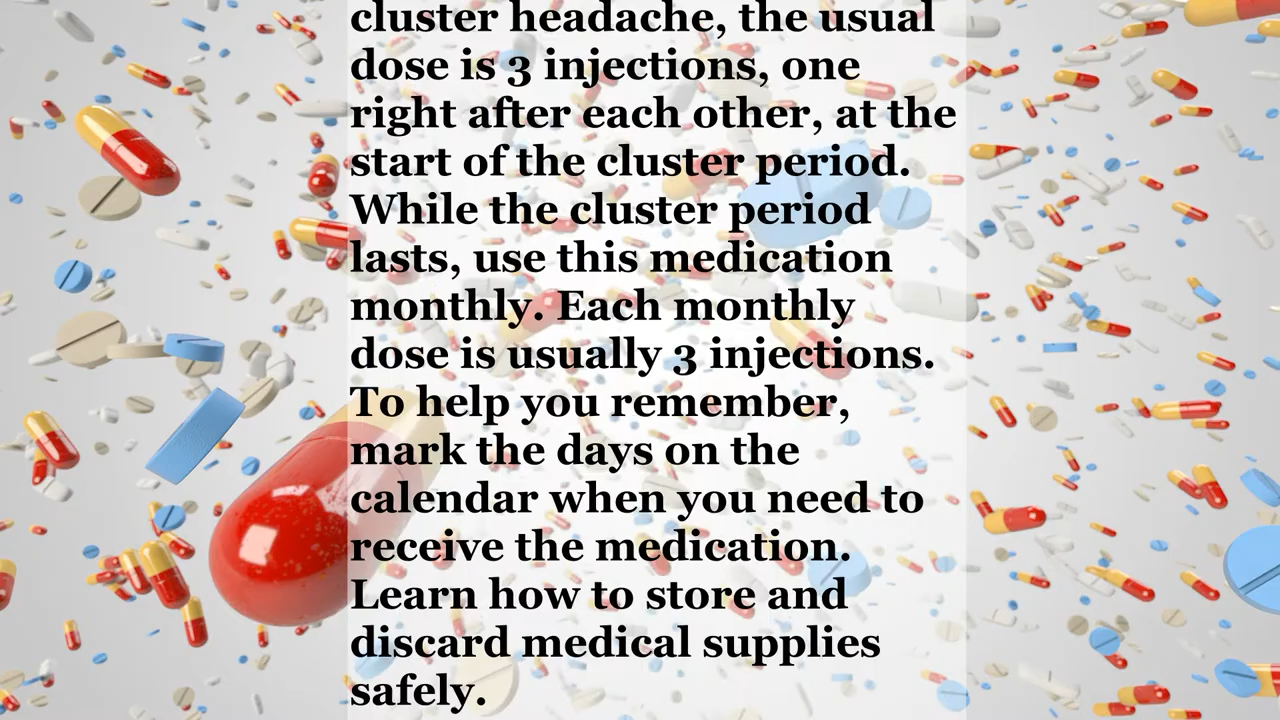 cluster headache, the usual
dose is 3 injections, one
right after each other, at the
start of the cluster period.
While the cluster period
lasts, use this medication
monthly. Each monthly
dose is usually 3 injections.
To help you remember,
mark the days on the
calendar when you need to
receive the medication.
Learn how to store and
discard medical supplies
safely.